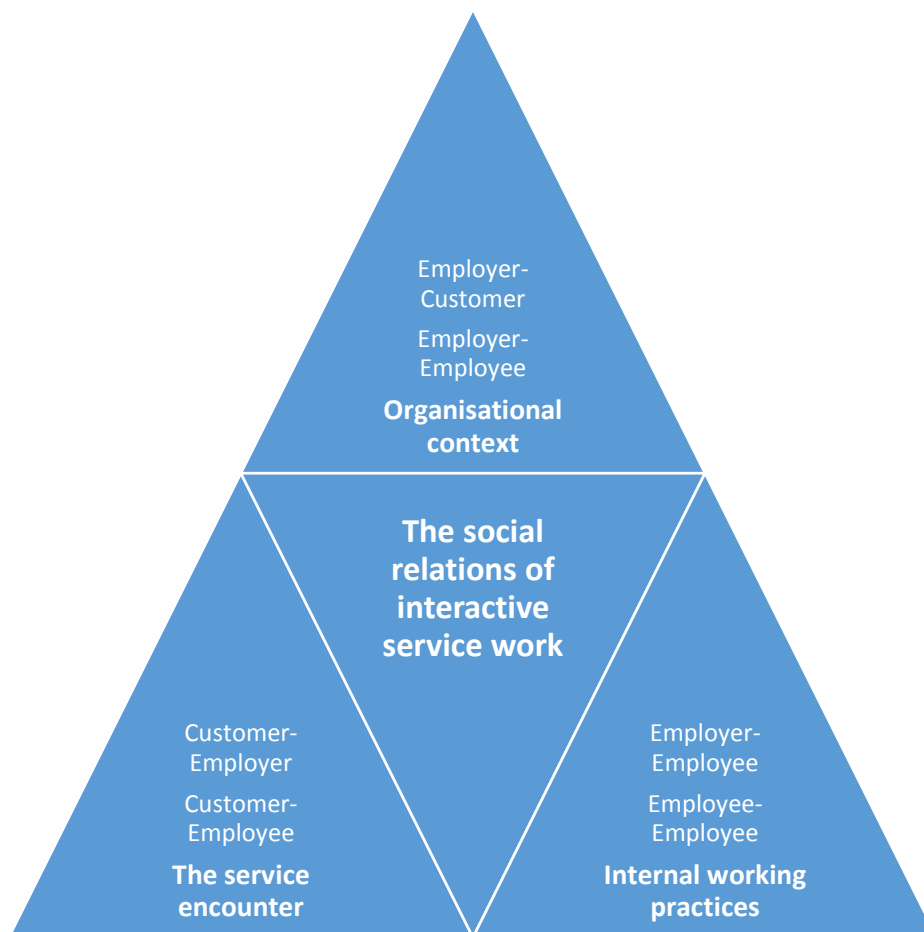 Employer-
Customer
Employer-
Employee
Organisational
context
The social
relations of
interactive
service work
Customer-
Employer
Customer-
Employee
The service
encounter
Employer-
Employee
Employee-
Employee
Internal working
practices